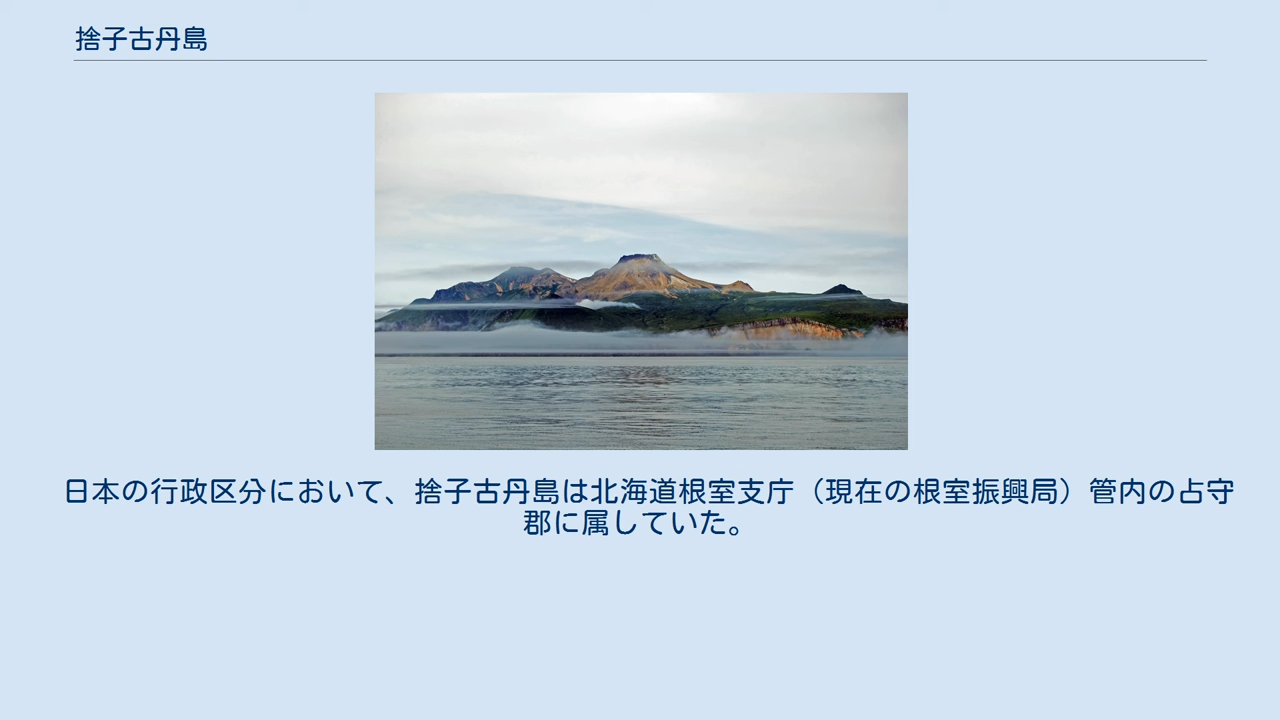 捨子古丹島
日本の行政区分において、捨子古丹島は北海道根室支庁（現在の根室振興局）管内の占守
郡に属していた。